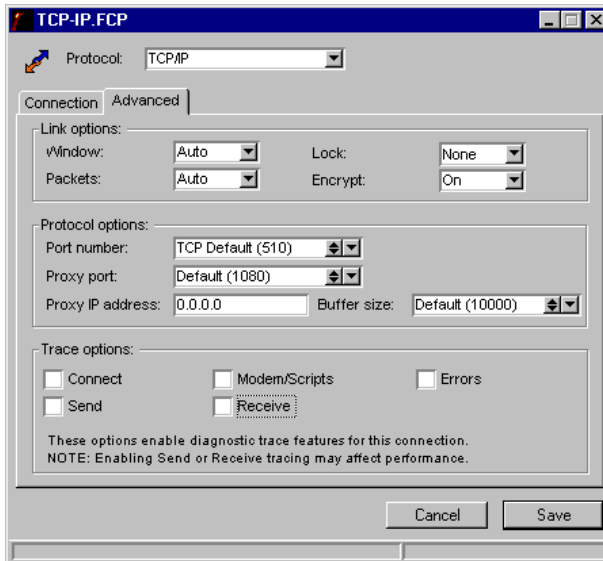 TCP-IP.FCP
Protocol: TCP/IP
Connection Advanced
Link options:
Window: Auto Lock: None
Packets: Auto Encrypt: On
Protocol options:
Port number: TCP Default (510)
Proxy port: Default (1080)
Proxy IP address: 0.0.0.0 Buffer size: Default (10000)
Trace options:
Connect Modem/Scripts Errors
Send Receive
These options enable diagnostic trace features for this connection.
NOTE: Enabling Send or Receive tracing may affect performance.
Cancel Save